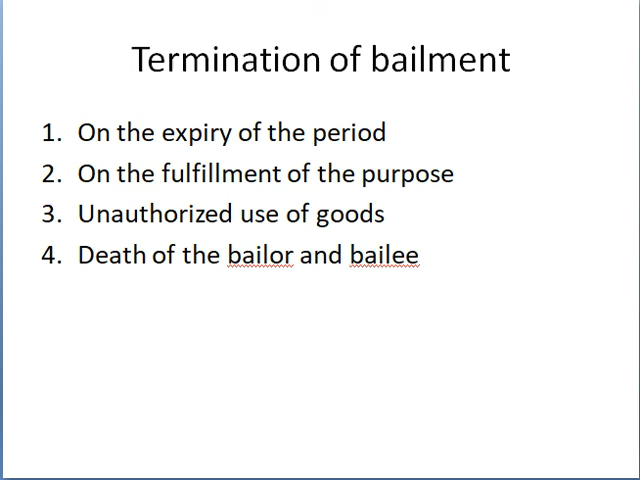 Termination of bailment
1. On the expiry of the period
2. On the fulfillment of the purpose
3. Unauthorized use of goods
4. Death of the bailor and bailee